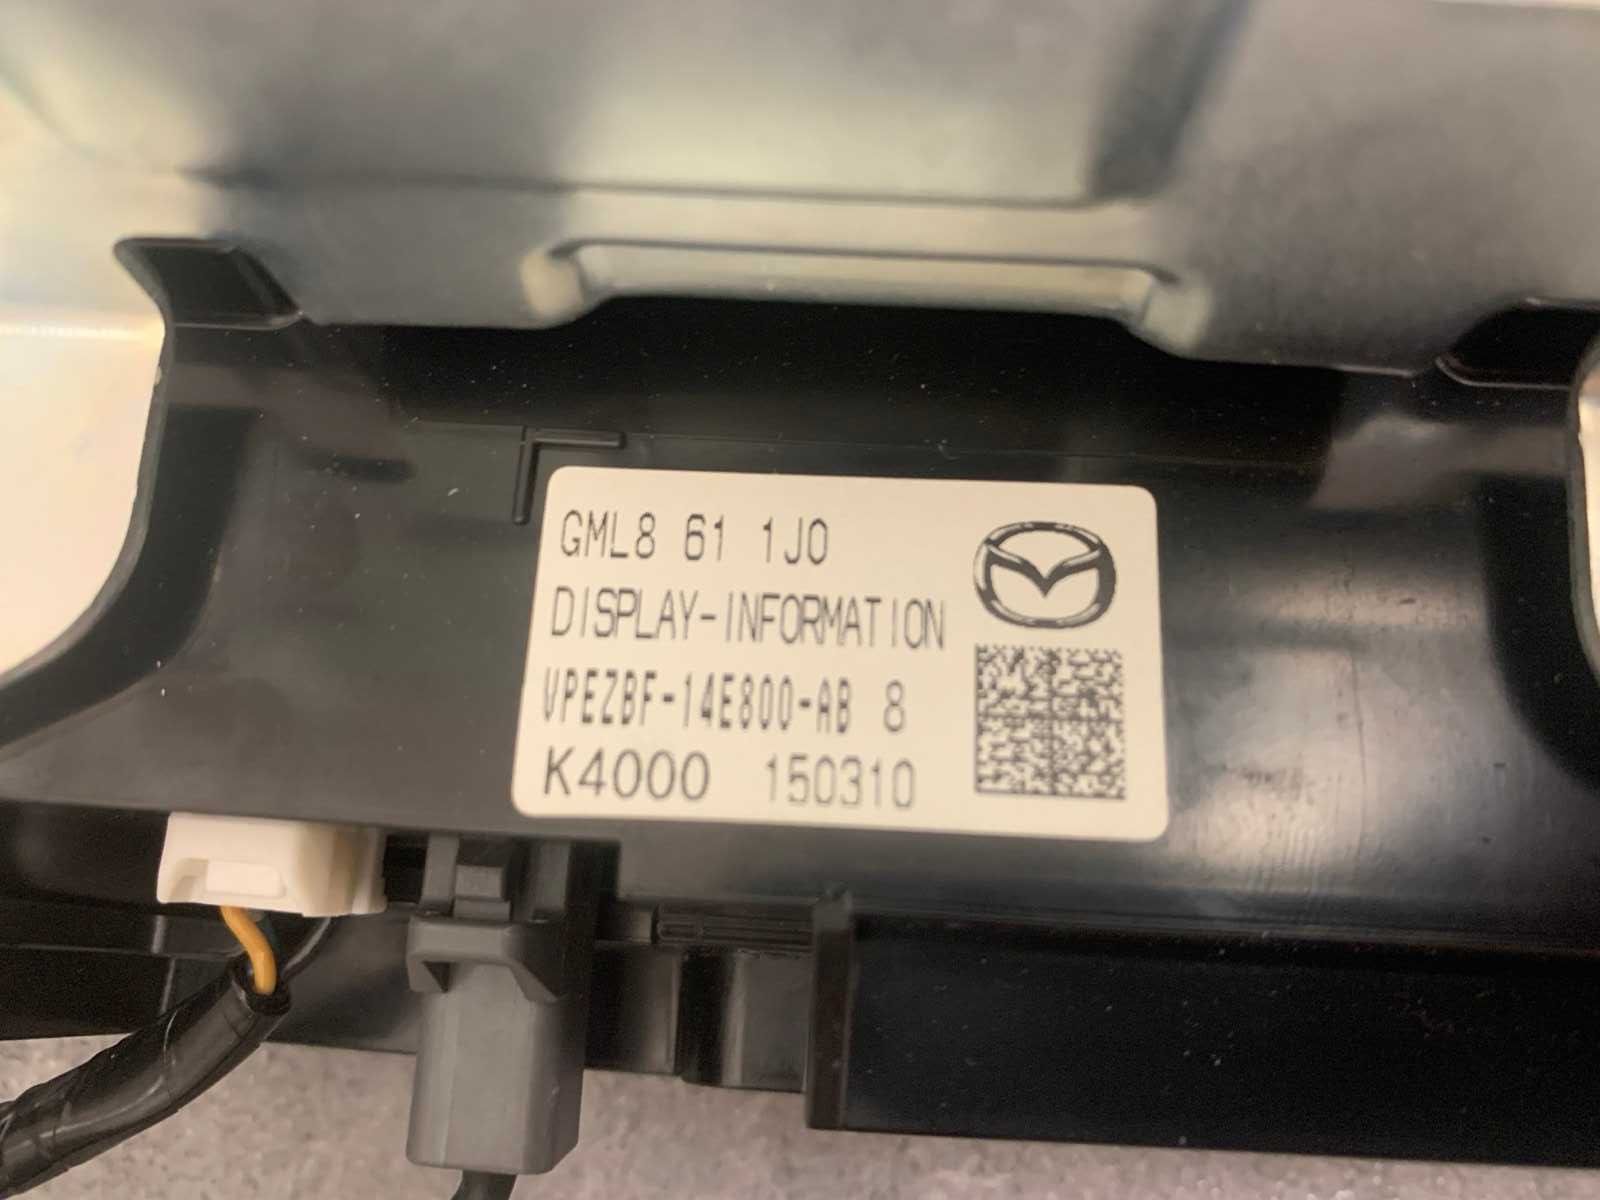 GML8 61 1J0
DISPLAY-INFORMATION
VPEZBF-14E800-AB 8
K4000 150310